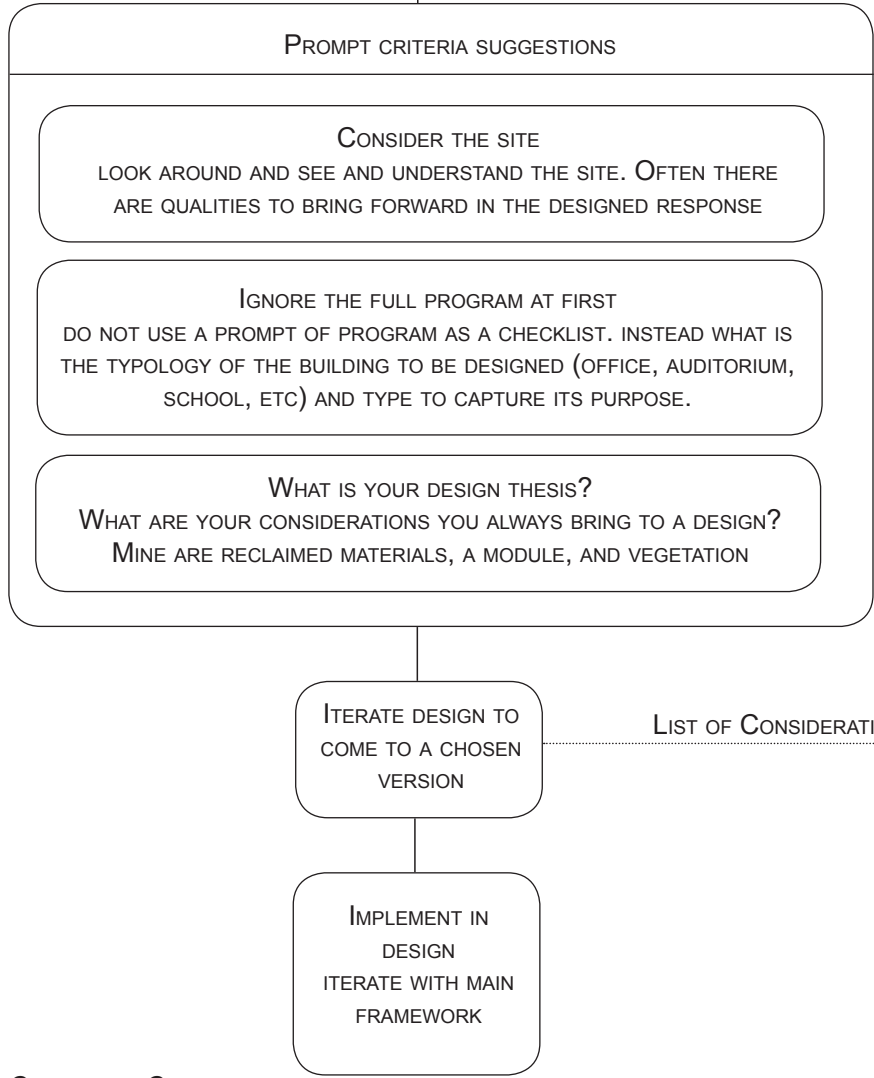 Prompt criteria suggestions
Consider the site
look around and see and understand the site. Often there
are qualities to bring forward in the designed response
Ignore the full program at first
do not use a prompt of program as a checklist. instead what is
the typology of the building to be designed (office, auditorium,
school, etc) and type to capture its purpose.
What is your design thesis?
What are your considerations you always bring to a design?
Mine are reclaimed materials, a module, and vegetation
Iterate design to
come to a chosen
version
List of
Implement in
design
iterate with main
framework